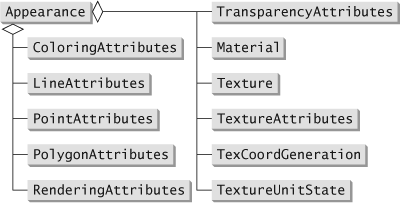 Appearance
ColoringAttributes
LineAttributes
PointAttributes
PolygonAttributes
RenderingAttributes
TransparencyAttributes
Material
Texture
TextureAttributes
TexCoordGeneration
TextureUnitState